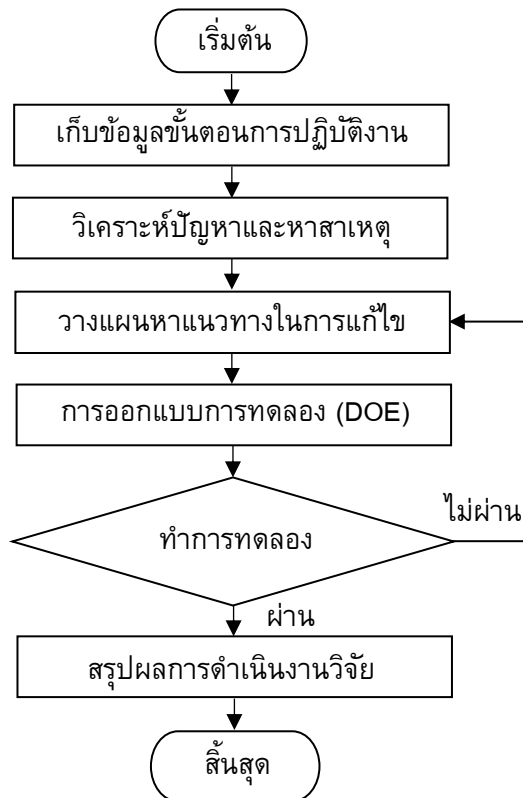 เริ่มต้น
เก็บข้อมูลขั้นตอนการปฏิบัติงาน
วิเคราะห์ปัญหาและหาสาเหตุ
วางแผนหาแนวทางในการแก้ไข
การออกแบบการทดลอง (DOE)
ไม่ผ่าน
ทำการทดลอง
ผ่าน
สรุปผลการดำเนินงานวิจัย
สิ้นสุด